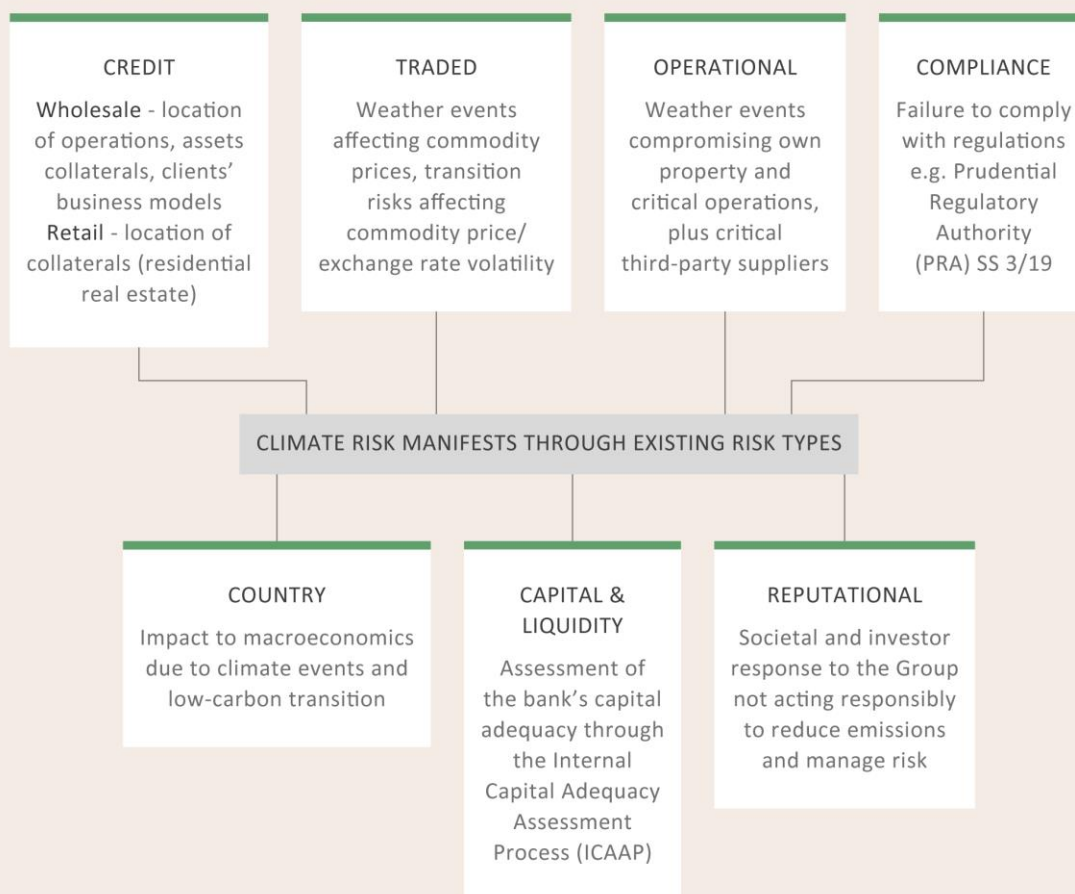 CREDIT
Wholesale - location
of operations, assets
collaterals, clients’
business models
Retail - location of
collaterals (residential
real estate)
TRADED
Weather events
affecting commodity
prices, transition
risks affecting
commodity price/
exchange rate volatility
OPERATIONAL
Weather events
compromising own
property and
critical operations,
plus critical
third-party suppliers
COMPLIANCE
Failure to comply
with regulations
e.g. Prudential
Regulatory
Authority
(PRA) SS 3/19
CLIMATE RISK MANIFESTS THROUGH EXISTING RISK TYPES
COUNTRY
Impact to macroeconomics
due to climate events and
low-carbon transition
CAPITAL &
LIQUIDITY
Assessment of
the bank’s capital
adequacy through
the Internal
Capital Adequacy
Assessment
Process (ICAAP)
REPUTATIONAL
Societal and investor
response to the Group
not acting responsibly
to reduce emissions
and manage risk